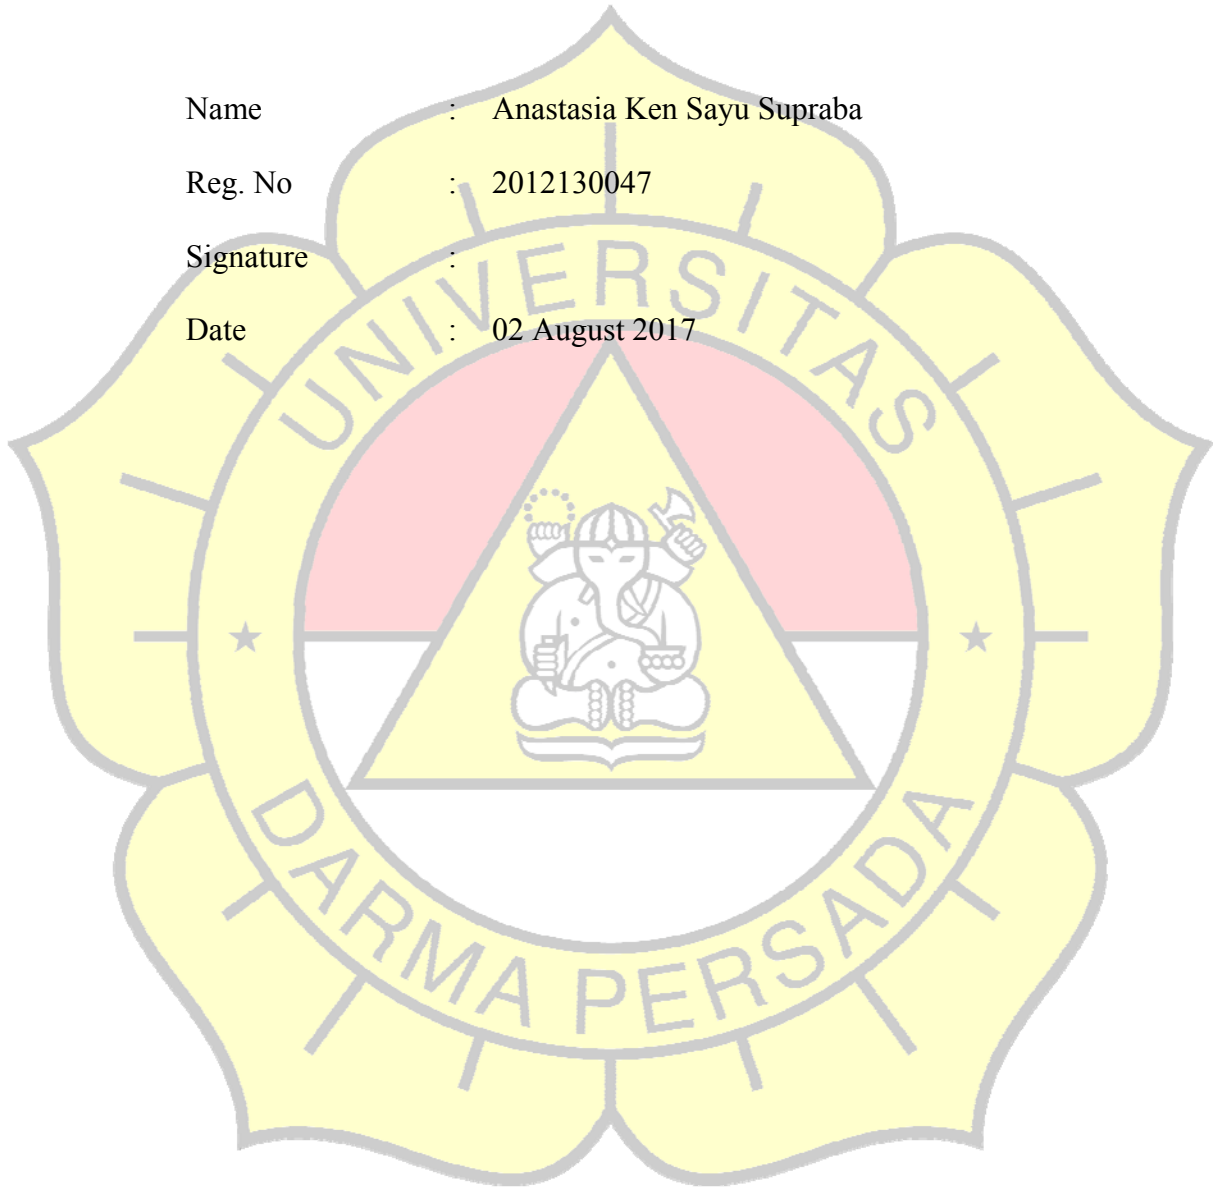 Name : Anastasia Ken Sayu Supraba
Reg. No : 2012130047
Signature :
Date : 02 August 2017
UNIVERSITAS
DARMA PERSADA